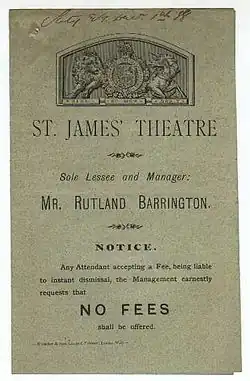 ST. JAMES' THEATRE
Sole Lessee and Manager:
MR. RUTLAND BARRINGTON.
NOTICE.
Any Attendant accepting a Fee, being liable
to instant dismissal, the Management earnestly
requests that
NO FEES
shall be offered.